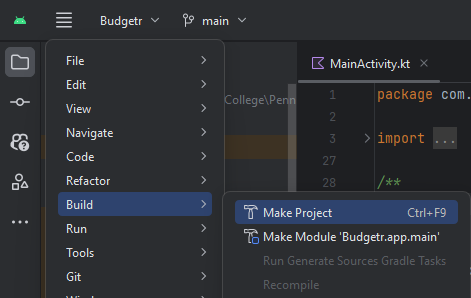 Budgetr
main
File
Edit
View
Navigate
Code
Refactor
Build
Run
Tools
Git
College\Penn
MainActivity.kt
1 package com.
2
3 import ...
27
28 /**
Make Project Ctrl+F9
Make Module 'Budgetr.app.main'
Run Generate Sources Gradle Tasks
Recompile